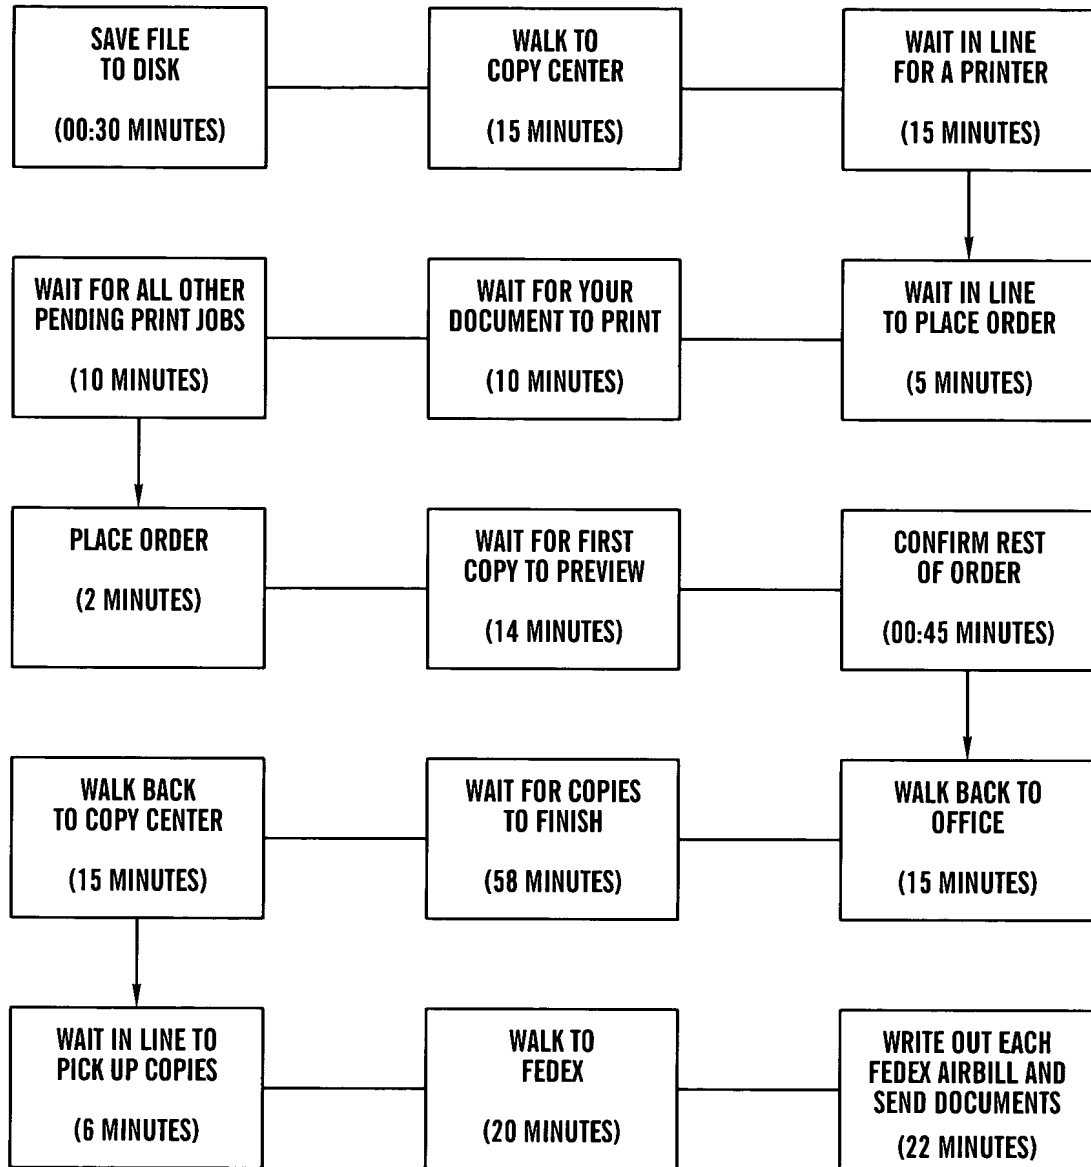 SAVE FILE
TO DISK
(00:30 MINUTES)
WALK TO
COPY CENTER
(15 MINUTES)
WAIT IN LINE
FOR A PRINTER
(15 MINUTES)
WAIT FOR ALL OTHER
PENDING PRINT JOBS
(10 MINUTES)
WAIT FOR YOUR
DOCUMENT TO PRINT
(10 MINUTES)
WAIT IN LINE
TO PLACE ORDER
(5 MINUTES)
PLACE ORDER
(2 MINUTES)
WAIT FOR FIRST
COPY TO PREVIEW
(14 MINUTES)
CONFIRM REST
OF ORDER
(00:45 MINUTES)
WALK BACK
TO COPY CENTER
(15 MINUTES)
WAIT FOR COPIES
TO FINISH
(58 MINUTES)
WALK BACK TO
OFFICE
(15 MINUTES)
WAIT IN LINE TO
PICK UP COPIES
(6 MINUTES)
WALK TO
FEDEX
(20 MINUTES)
WRITE OUT EACH
FEDEX AIRBILL AND
SEND DOCUMENTS
(22 MINUTES)